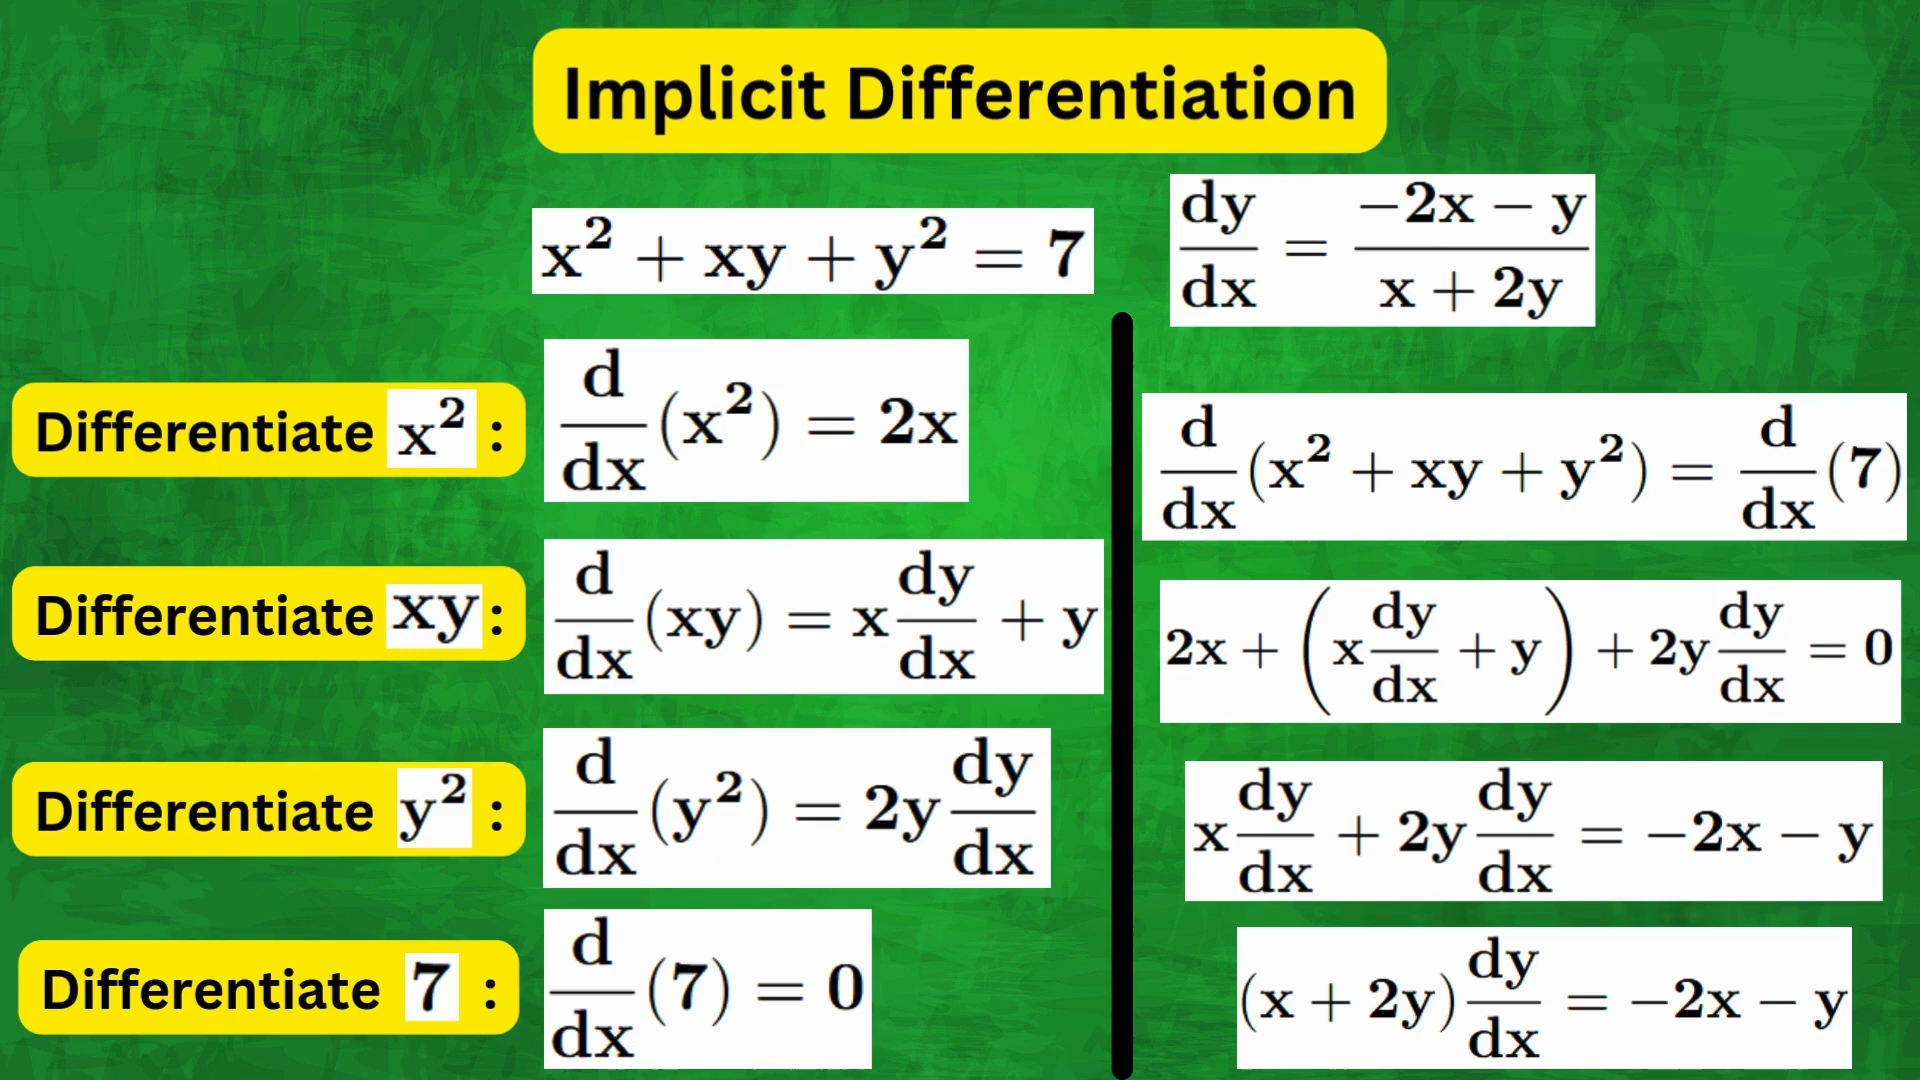 Implicit Differentiation
x² + xy + y² = 7
Differentiate x² :
d/dx (x²) = 2x
Differentiate xy :
d/dx (xy) = x dy/dx + y
Differentiate y² :
d/dx (y²) = 2y dy/dx
Differentiate 7 :
d/dx (7) = 0
dy/dx = (−2x − y)/(x + 2y)
d/dx (x² + xy + y²) = d/dx (7)
2x + (x dy/dx + y) + 2y dy/dx = 0
x dy/dx + 2y dy/dx = −2x − y
(x + 2y) dy/dx = −2x − y